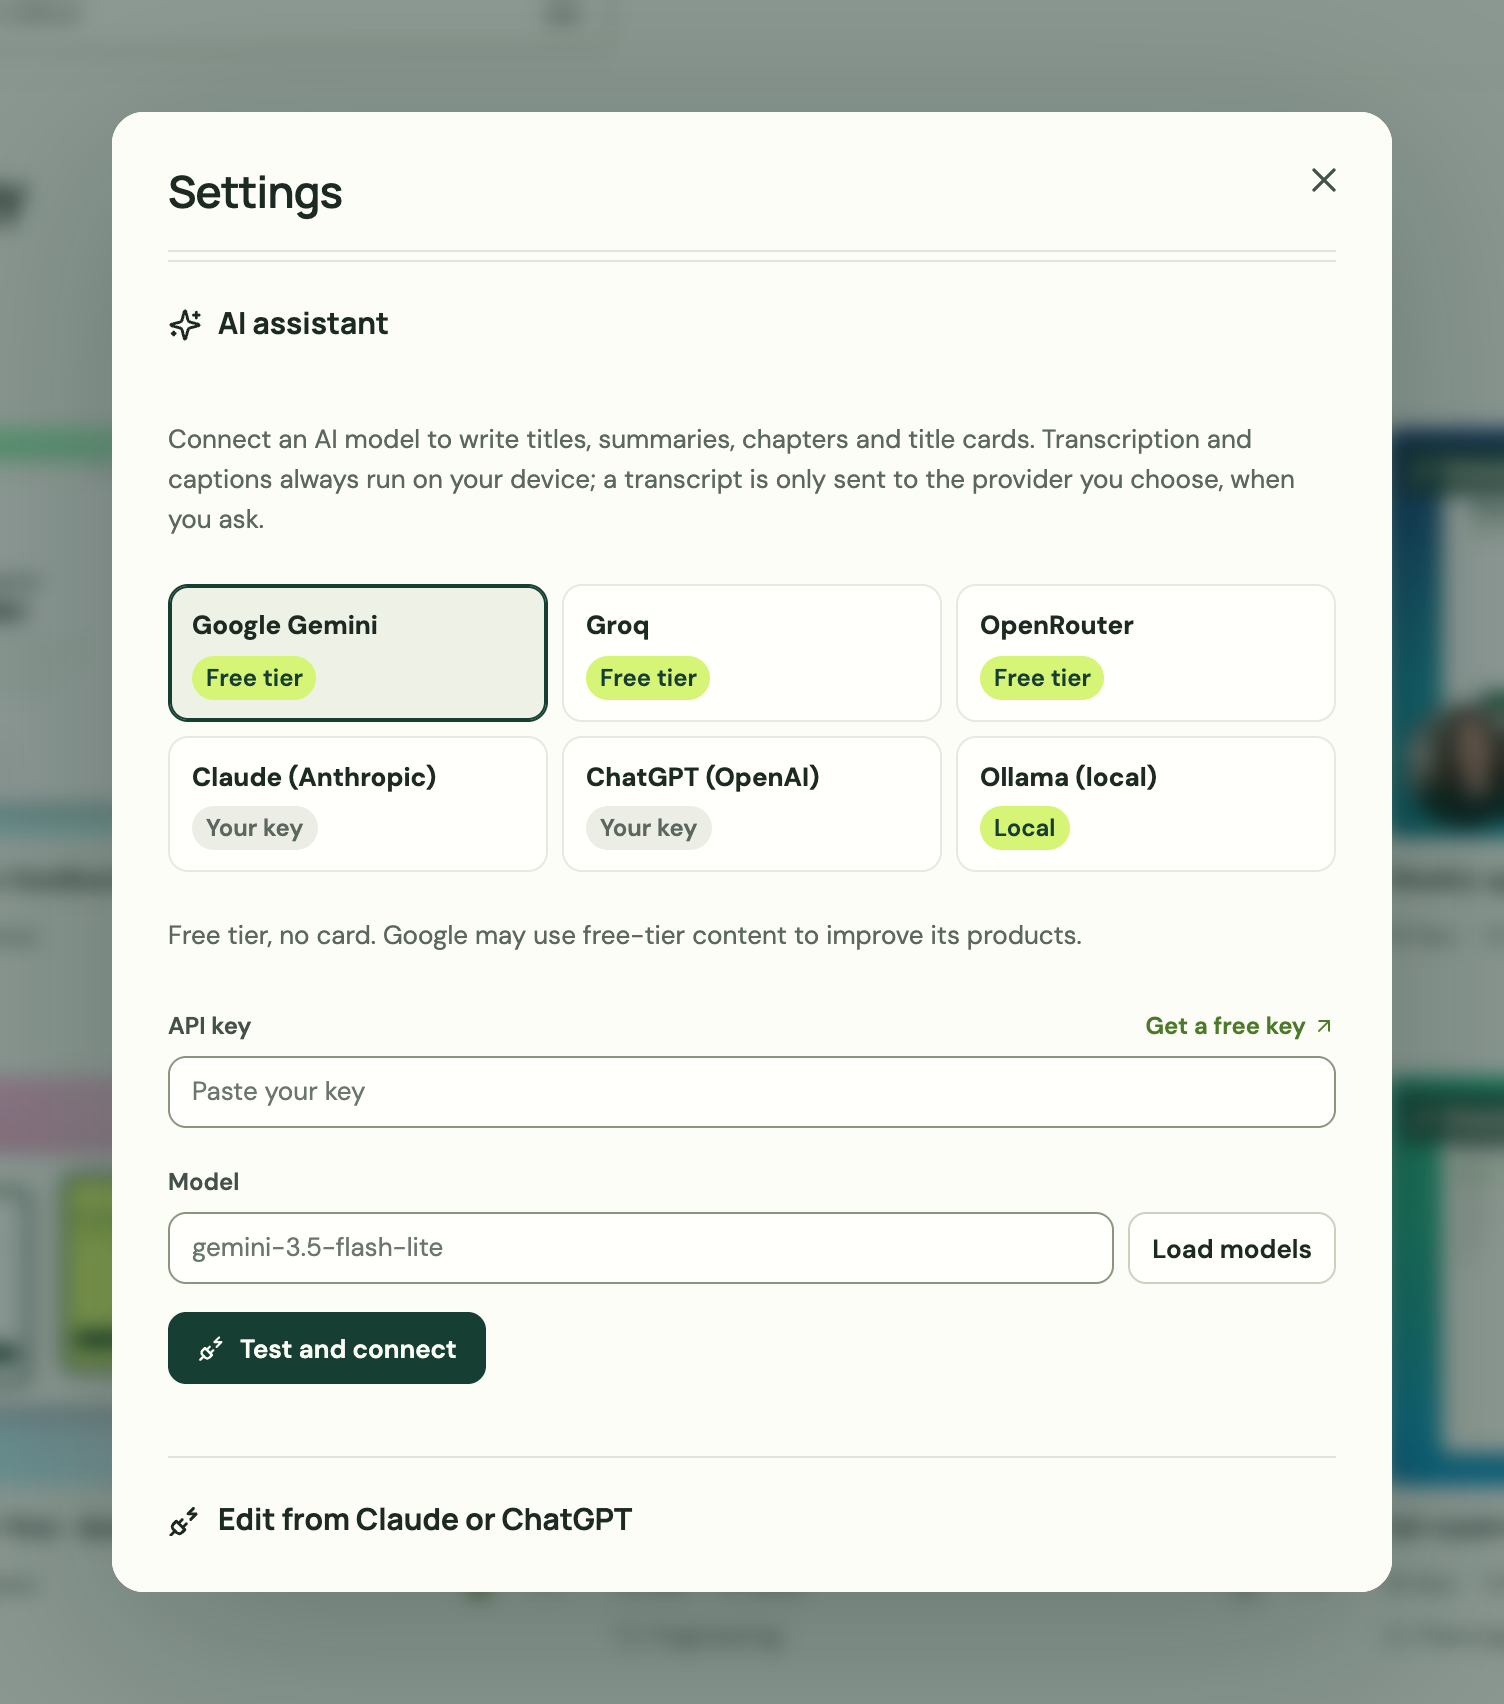 Settings
AI assistant
Connect an AI model to write titles, summaries, chapters and title cards. Transcription and
captions always run on your device; a transcript is only sent to the provider you choose, when
you ask.
Google Gemini
Free tier
Groq
Free tier
OpenRouter
Free tier
Claude (Anthropic)
Your key
ChatGPT (OpenAI)
Your key
Ollama (local)
Local
Free tier, no card. Google may use free-tier content to improve its products.
API key
Get a free key
Paste your key
Model
gemini-3.5-flash-lite
Load models
Test and connect
Edit from Claude or ChatGPT